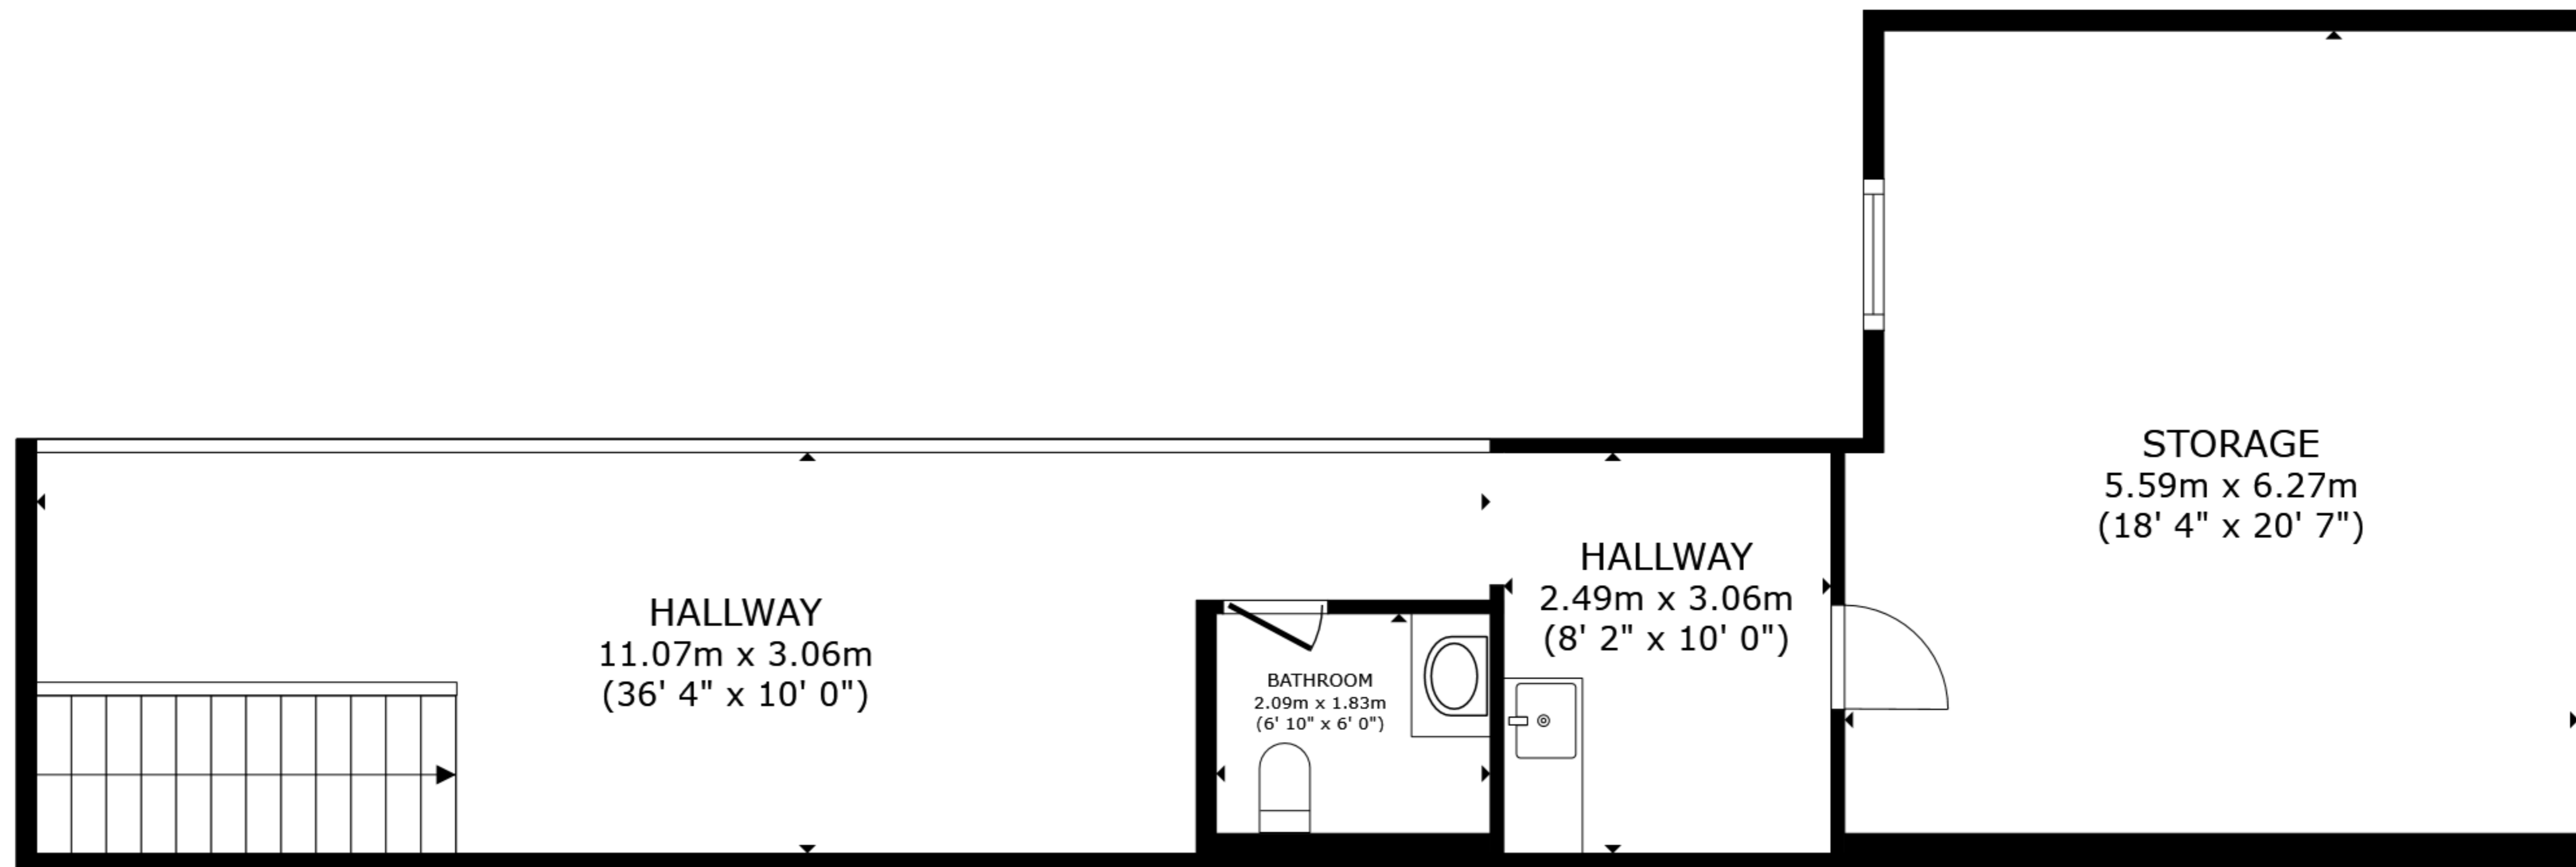 HALLWAY
11.07m x 3.06m
(36' 4" x 10' 0")
BATHROOM
2.09m x 1.83m
(6' 10" x 6' 0")
HALLWAY
2.49m x 3.06m
(8' 2" x 10' 0")
STORAGE
5.59m x 6.27m
(18' 4" x 20' 7")